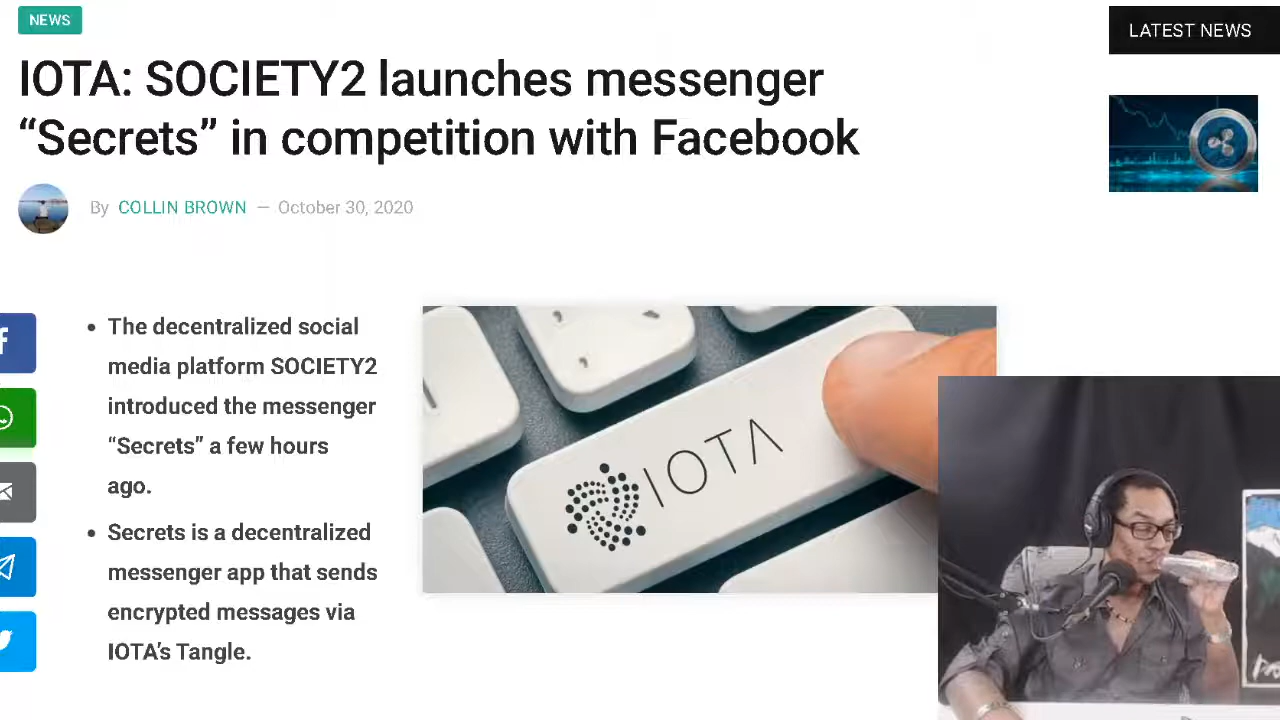 NEWS
LATEST NEWS
IOTA: SOCIETY2 launches messenger
“Secrets” in competition with Facebook
By COLLIN BROWN — October 30, 2020
• The decentralized social
media platform SOCIETY2
introduced the messenger
“Secrets” a few hours
ago.
• Secrets is a decentralized
messenger app that sends
encrypted messages via
IOTA’s Tangle.
IOTA